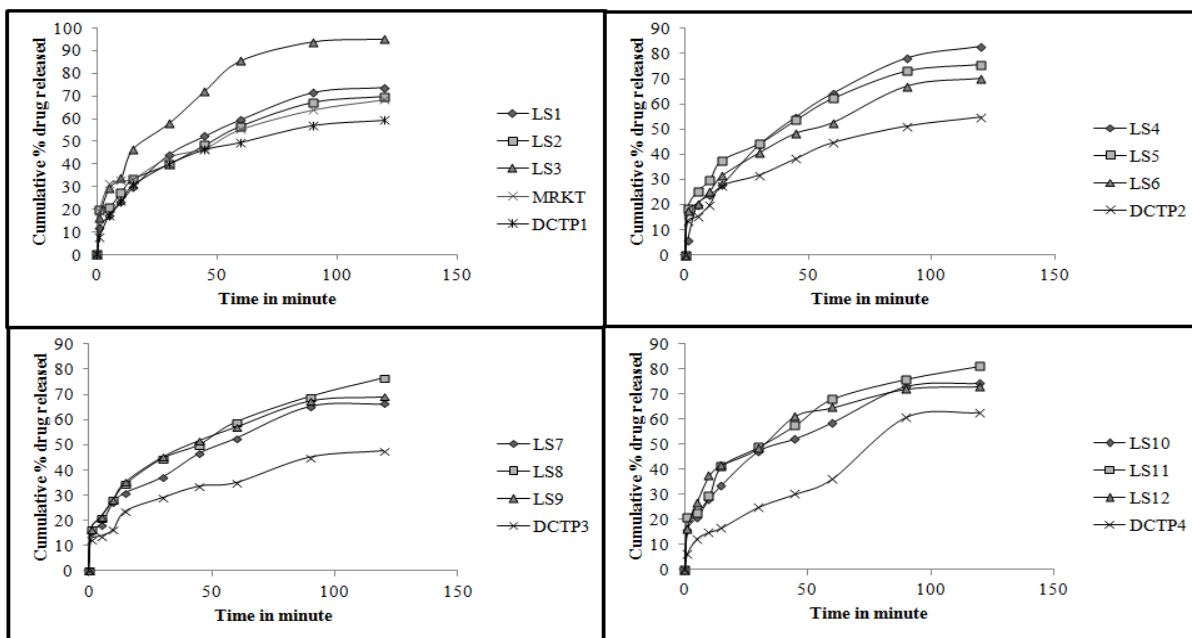 Cumulative % drug released
100
90
80
70
60
50
40
30
20
10
0
0 50 100 150
Time in minute
LS1
LS2
LS3
MRKT
DCTP1
Cumulative % drug released
90
80
70
60
50
40
30
20
10
0
0 50 100 150
Time in minute
LS4
LS5
LS6
DCTP2
Cumulative % drug released
90
80
70
60
50
40
30
20
10
0
0 50 100 150
Time in minute
LS7
LS8
LS9
DCTP3
Cumulative % drug released
90
80
70
60
50
40
30
20
10
0
0 50 100 150
Time in minute
LS10
LS11
LS12
DCTP4